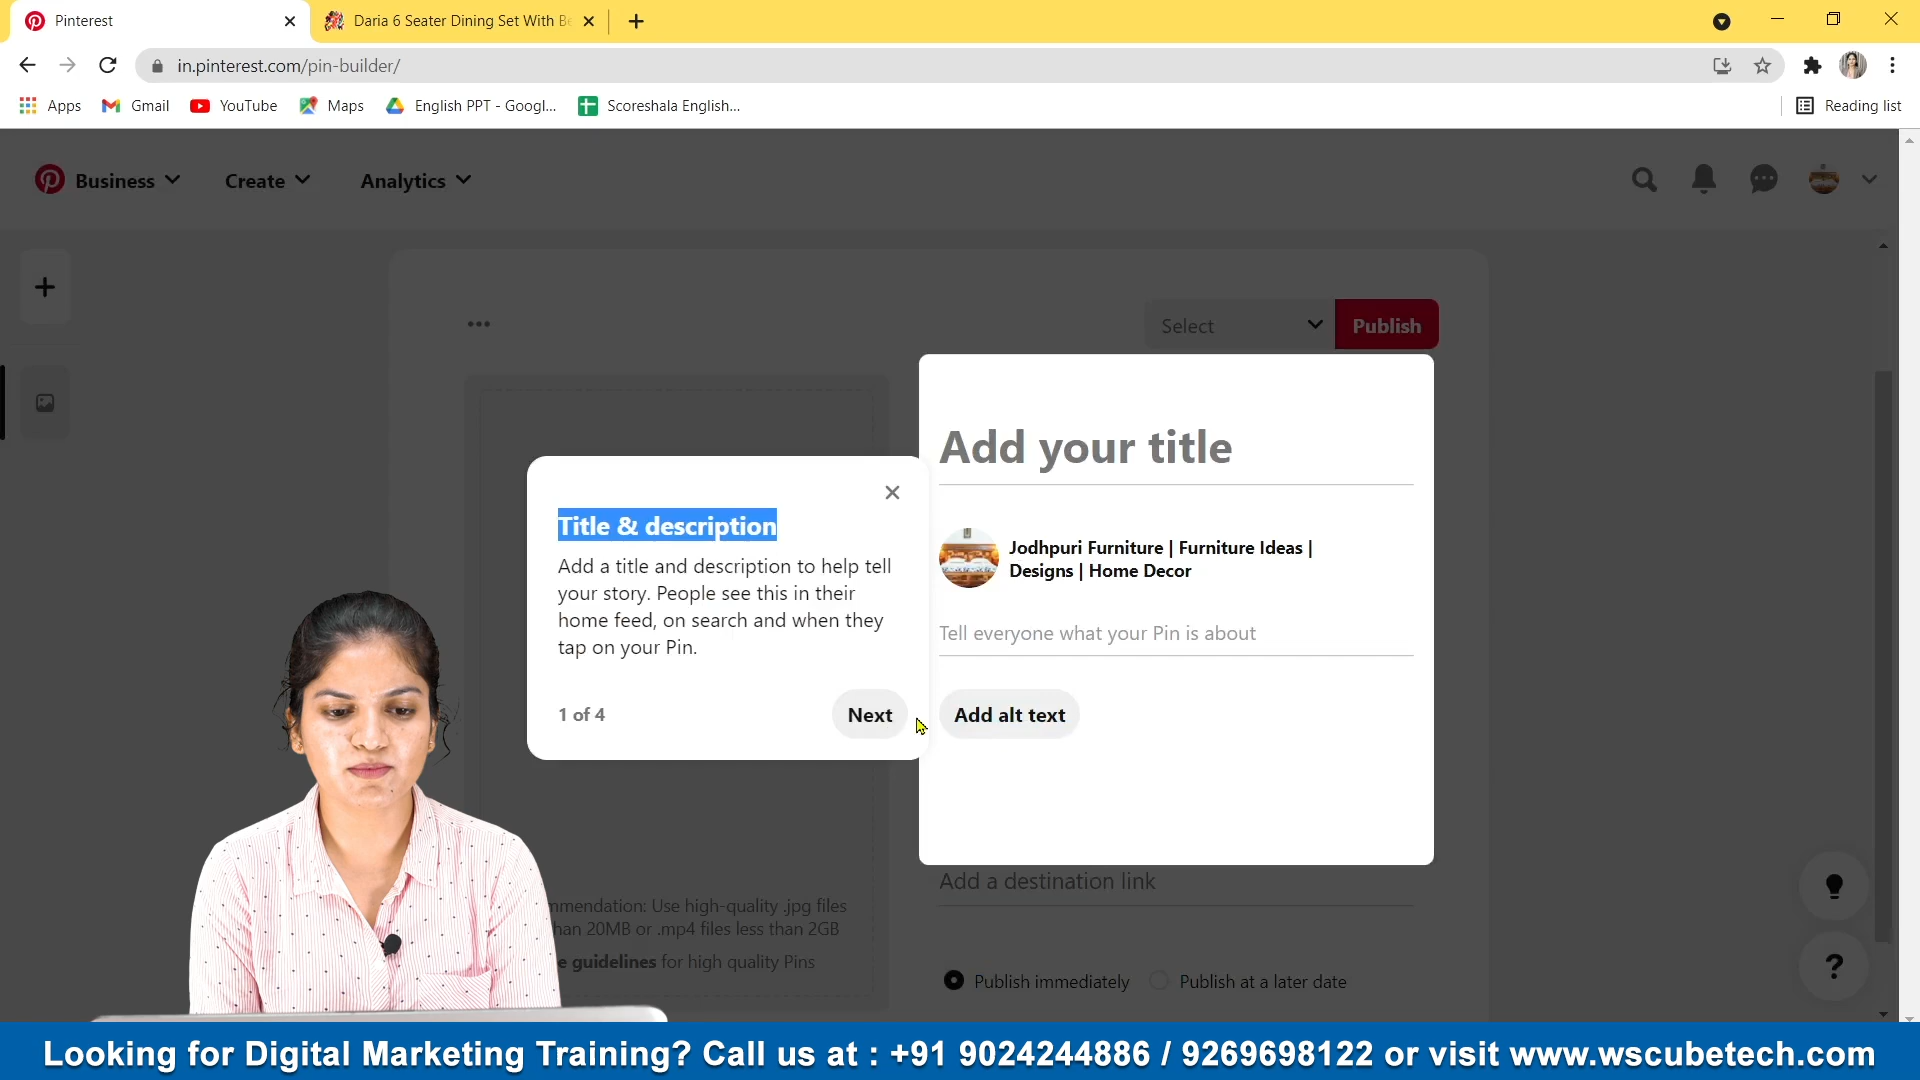 Pinterest
Daria 6 Seater Dining Set With Be
in.pinterest.com/pin-builder/
Apps
Gmail
YouTube
Maps
English PPT - Googl...
Scoreshala English...
Reading list
Business
Create
Analytics
Select
Publish
Add your title
Title & description
Add a title and description to help tell
your story. People see this in their
home feed, on search and when they
tap on your Pin.
1 of 4
Next
Jodhpuri Furniture | Furniture Ideas |
Designs | Home Decor
Tell everyone what your Pin is about
Add alt text
Add a destination link
mmendation: Use high-quality .jpg files
han 20MB or .mp4 files less than 2GB
e guidelines for high quality Pins
Publish immediately
Publish at a later date
?
Looking for Digital Marketing Training? Call us at : +91 9024244886 / 9269698122 or visit www.wscubetech.com